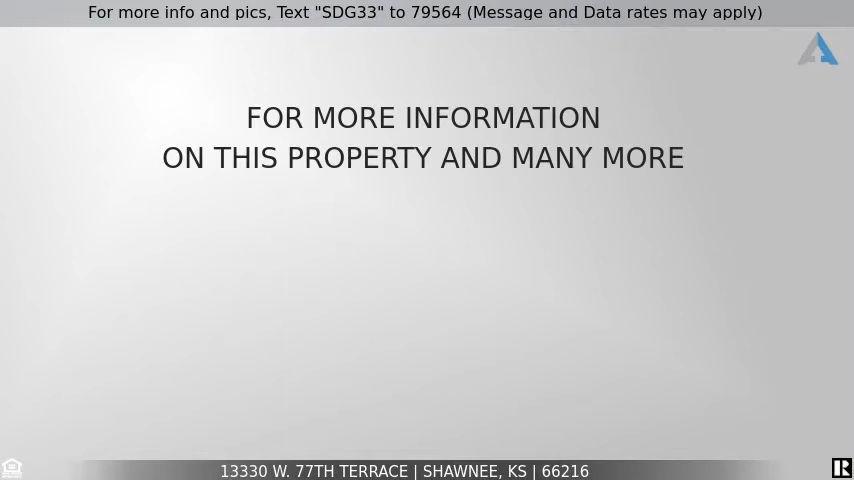 For more info and pics, Text "SDG33" to 79564 (Message and Data rates may apply)
FOR MORE INFORMATION
ON THIS PROPERTY AND MANY MORE
13330 W. 77TH TERRACE | SHAWNEE, KS | 66216